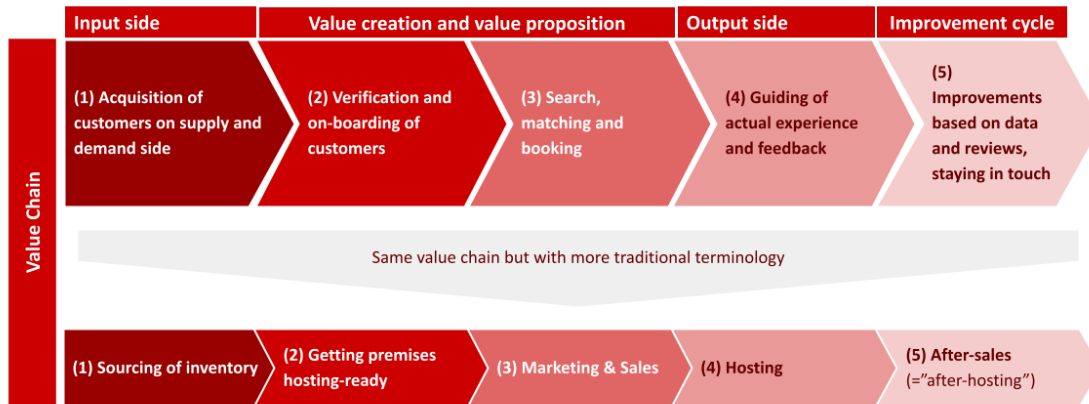 Input side
Value creation and value proposition
Output side
Improvement cycle
Value Chain
(1) Acquisition of
customers on supply and
demand side
(2) Verification and
on-boarding of
customers
(3) Search,
matching and
booking
(4) Guiding of
actual experience
and feedback
(5)
Improvements
based on data
and reviews,
staying in touch
Same value chain but with more traditional terminology
(1) Sourcing of inventory
(2) Getting premises
hosting-ready
(3) Marketing & Sales
(4) Hosting
(5) After-sales
(=”after-hosting”)